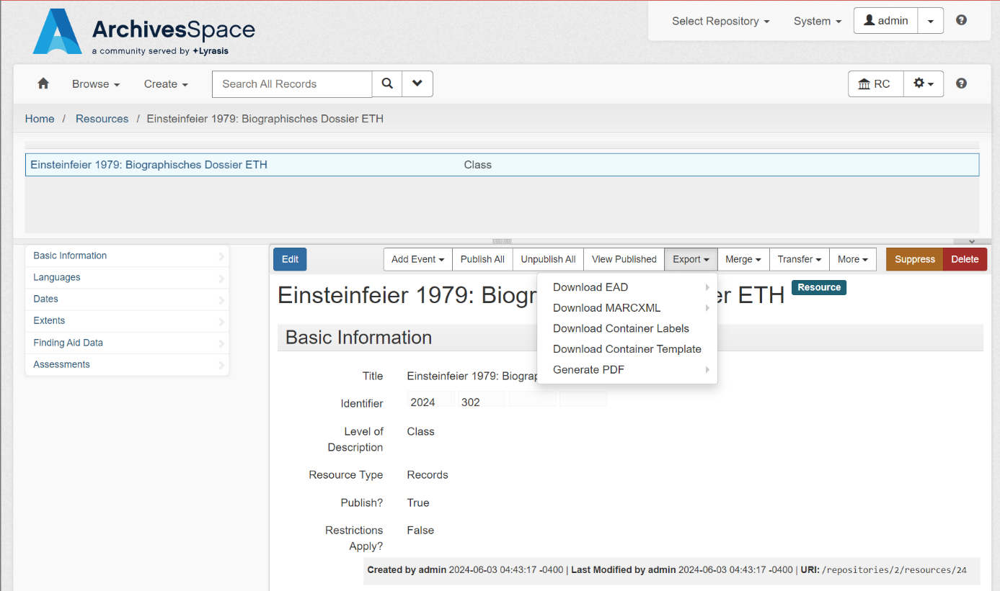 ArchivesSpace
a community served by ✦Lyrasis
Select Repository
System
admin
Browse
Create
Search All Records
RC
Home / Resources / Einsteinfeier 1979: Biographisches Dossier ETH
Einsteinfeier 1979: Biographisches Dossier ETH Class
Basic Information
Languages
Dates
Extents
Finding Aid Data
Assessments
Edit
Add Event
Publish All
Unpublish All
View Published
Export
Merge
Transfer
More
Suppress
Delete
Download EAD
Download MARCXML
Download Container Labels
Download Container Template
Generate PDF
Einsteinfeier 1979: ETH Resource
Basic Information
Title Einsteinfeier 1979:
Identifier 2024 302
Level of
Description
Class
Resource Type Records
Publish? True
Restrictions
Apply?
False
Created by admin 2024-06-03 04:43:17 -0400 | Last Modified by admin 2024-06-03 04:43:17 -0400 | URI: /repositories/2/resources/24